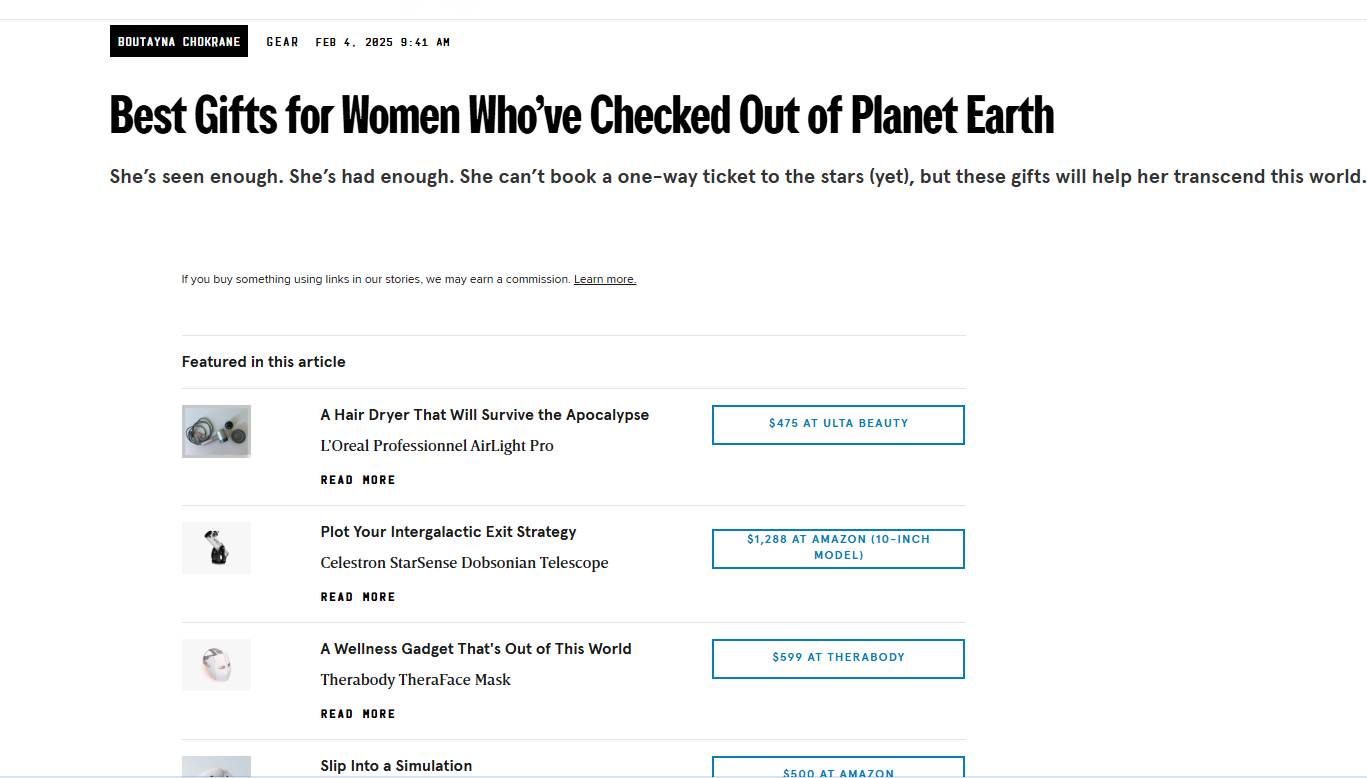 BOUTAYNA CHOKRANE GEAR FEB 4, 2025 9:41 AM
Best Gifts for Women Who’ve Checked Out of Planet Earth
She’s seen enough. She’s had enough. She can’t book a one-way ticket to the stars (yet), but these gifts will help her transcend this world.
If you buy something using links in our stories, we may earn a commission. Learn more.
Featured in this article
A Hair Dryer That Will Survive the Apocalypse
L’Oreal Professionnel AirLight Pro
READ MORE
$475 AT ULTA BEAUTY
Plot Your Intergalactic Exit Strategy
Celestron StarSense Dobsonian Telescope
READ MORE
$1,288 AT AMAZON (10-INCH
MODEL)
A Wellness Gadget That's Out of This World
Therabody TheraFace Mask
READ MORE
$599 AT THERABODY
Slip Into a Simulation
$500 AT AMAZON